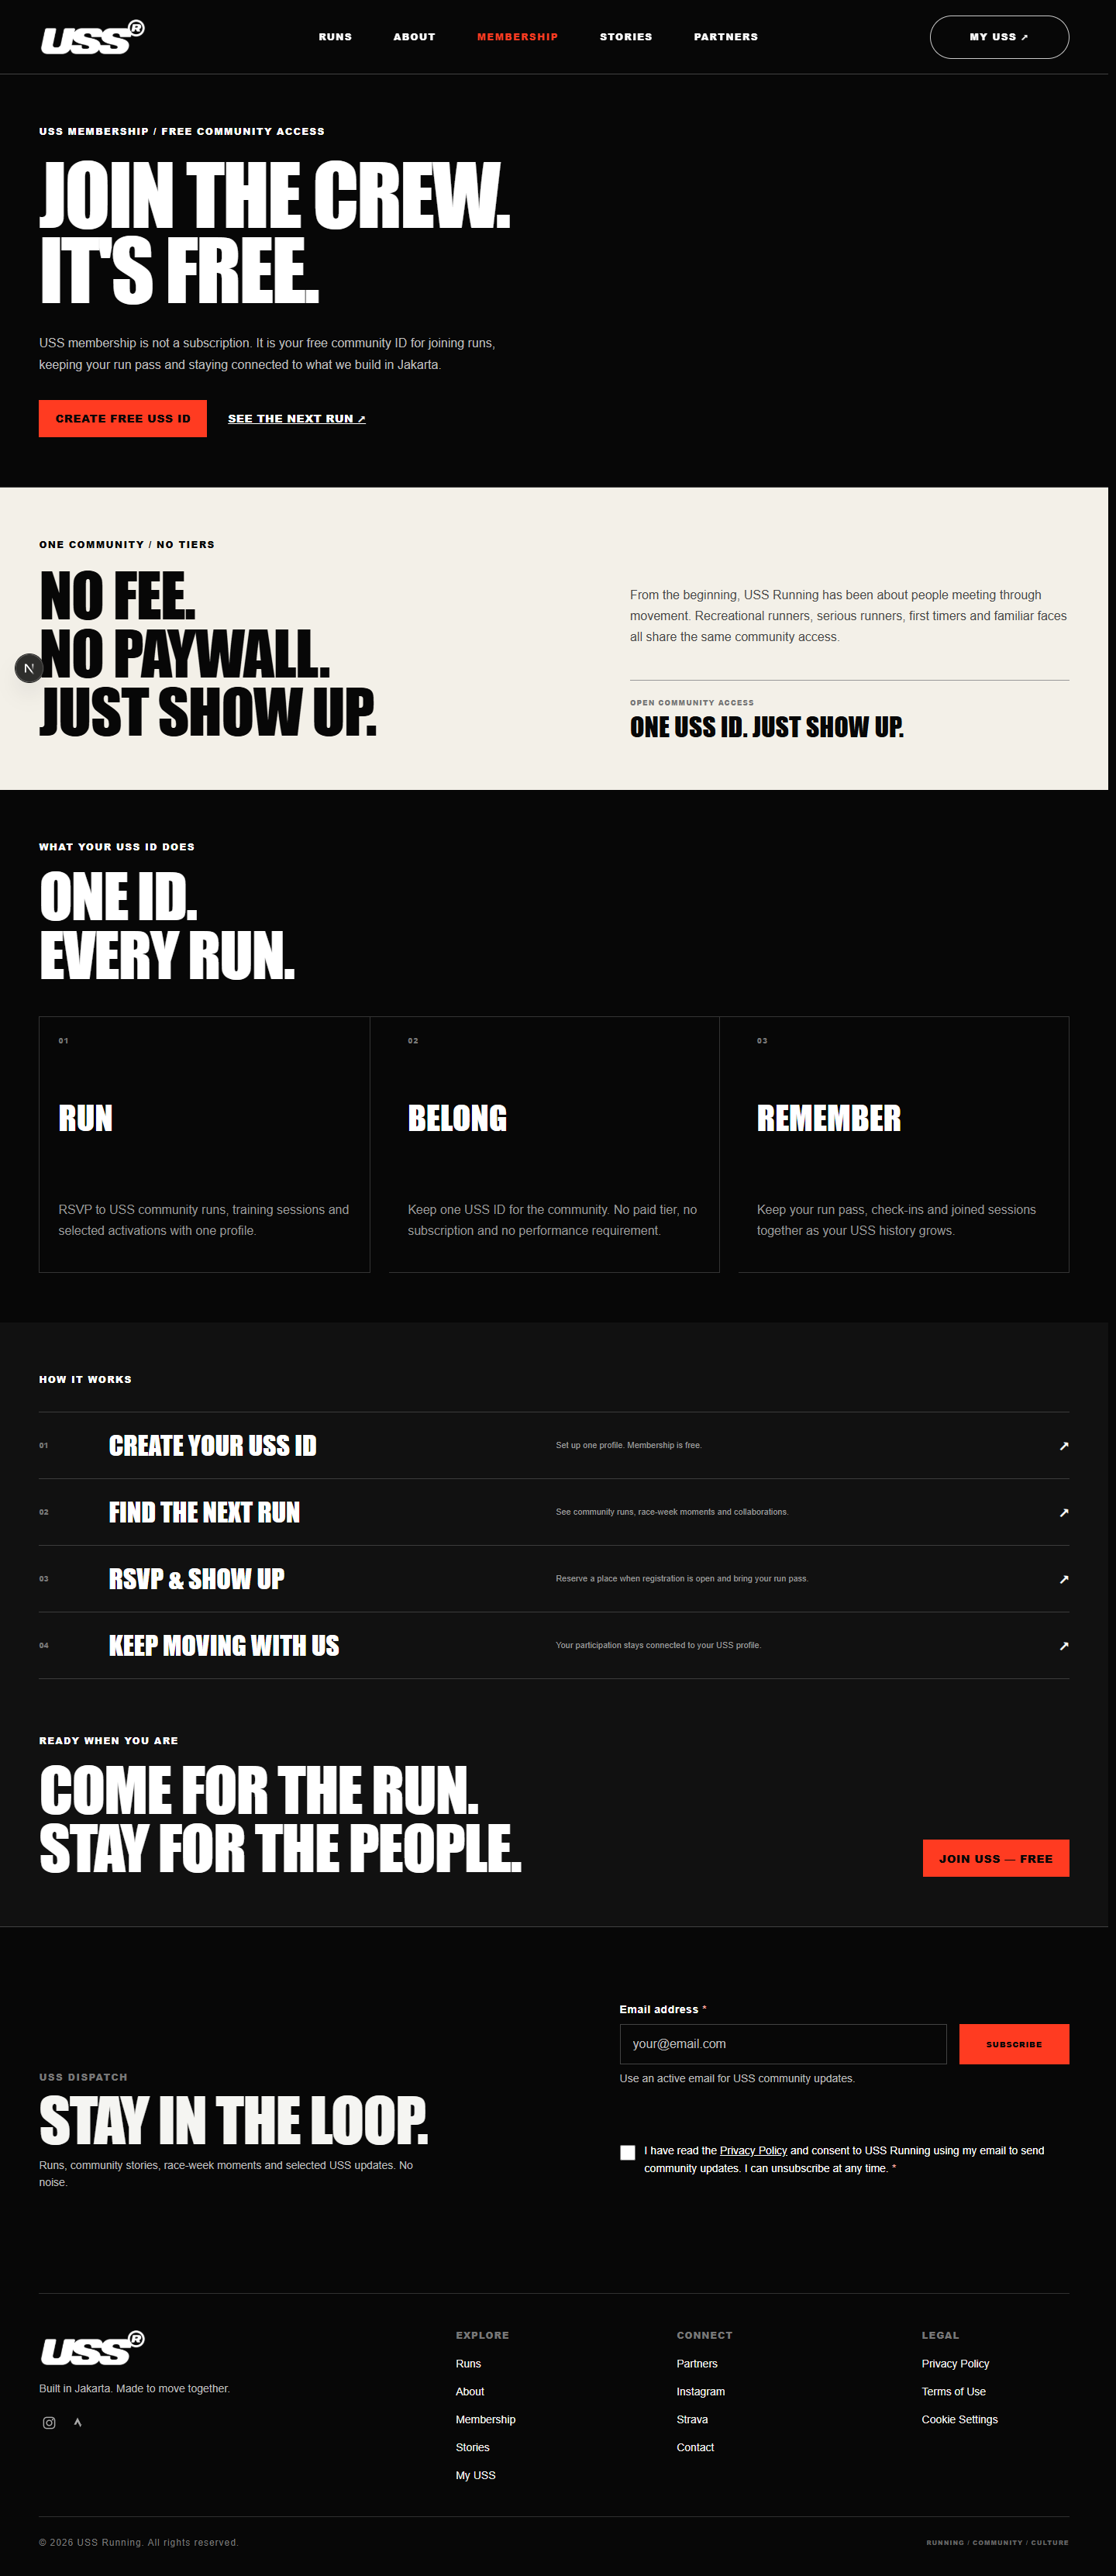 USS®
RUNS
ABOUT
MEMBERSHIP
STORIES
PARTNERS
MY USS ↗
USS MEMBERSHIP / FREE COMMUNITY ACCESS
JOIN THE CREW.
IT'S FREE.
USS membership is not a subscription. It is your free community ID for joining runs,
keeping your run pass and staying connected to what we build in Jakarta.
CREATE FREE USS ID
SEE THE NEXT RUN ↗
ONE COMMUNITY / NO TIERS
NO FEE.
NO PAYWALL.
JUST SHOW UP.
N
From the beginning, USS Running has been about people meeting through
movement. Recreational runners, serious runners, first timers and familiar faces
all share the same community access.
OPEN COMMUNITY ACCESS
ONE USS ID. JUST SHOW UP.
WHAT YOUR USS ID DOES
ONE ID.
EVERY RUN.
01
RUN
RSVP to USS community runs, training sessions and
selected activations with one profile.
02
BELONG
Keep one USS ID for the community. No paid tier, no
subscription and no performance requirement.
03
REMEMBER
Keep your run pass, check-ins and joined sessions
together as your USS history grows.
HOW IT WORKS
01
CREATE YOUR USS ID
Set up one profile. Membership is free.
↗
02
FIND THE NEXT RUN
See community runs, race-week moments and collaborations.
↗
03
RSVP & SHOW UP
Reserve a place when registration is open and bring your run pass.
↗
04
KEEP MOVING WITH US
Your participation stays connected to your USS profile.
↗
READY WHEN YOU ARE
COME FOR THE RUN.
STAY FOR THE PEOPLE.
JOIN USS — FREE
USS DISPATCH
STAY IN THE LOOP.
Runs, community stories, race-week moments and selected USS updates. No
noise.
Email address *
your@email.com
SUBSCRIBE
Use an active email for USS community updates.
I have read the Privacy Policy and consent to USS Running using my email to send
community updates. I can unsubscribe at any time. *
USS®
Built in Jakarta. Made to move together.
EXPLORE
Runs
About
Membership
Stories
My USS
CONNECT
Partners
Instagram
Strava
Contact
LEGAL
Privacy Policy
Terms of Use
Cookie Settings
© 2026 USS Running. All rights reserved.
RUNNING / COMMUNITY / CULTURE